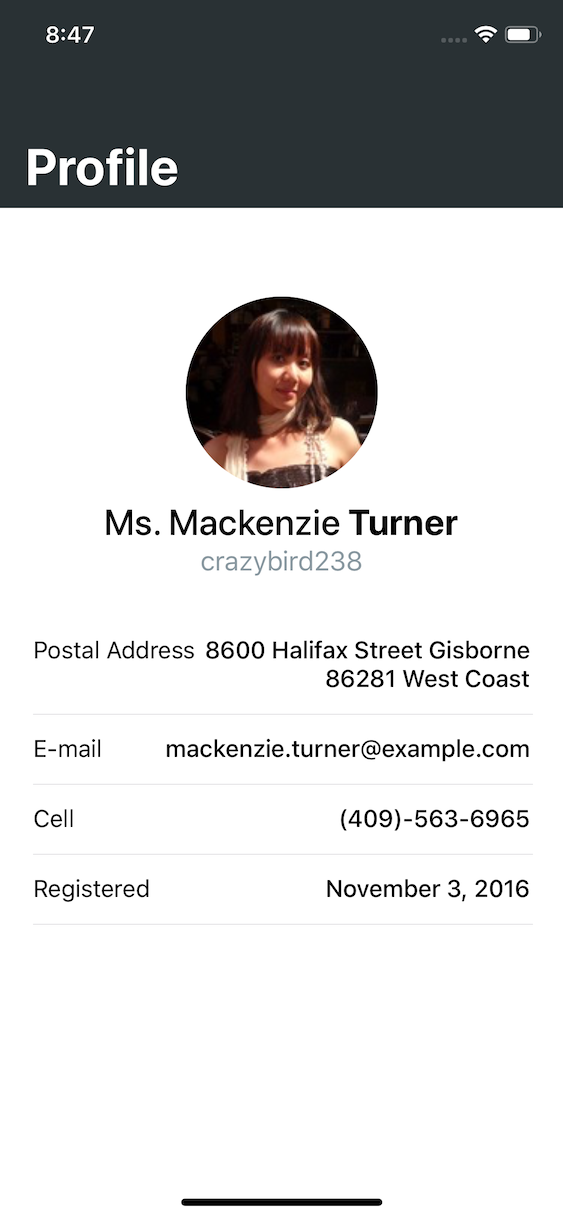 8:47
Profile
Ms. Mackenzie Turner
crazybird238
Postal Address 8600 Halifax Street Gisborne
86281 West Coast
E-mail mackenzie.turner@example.com
Cell (409)-563-6965
Registered November 3, 2016